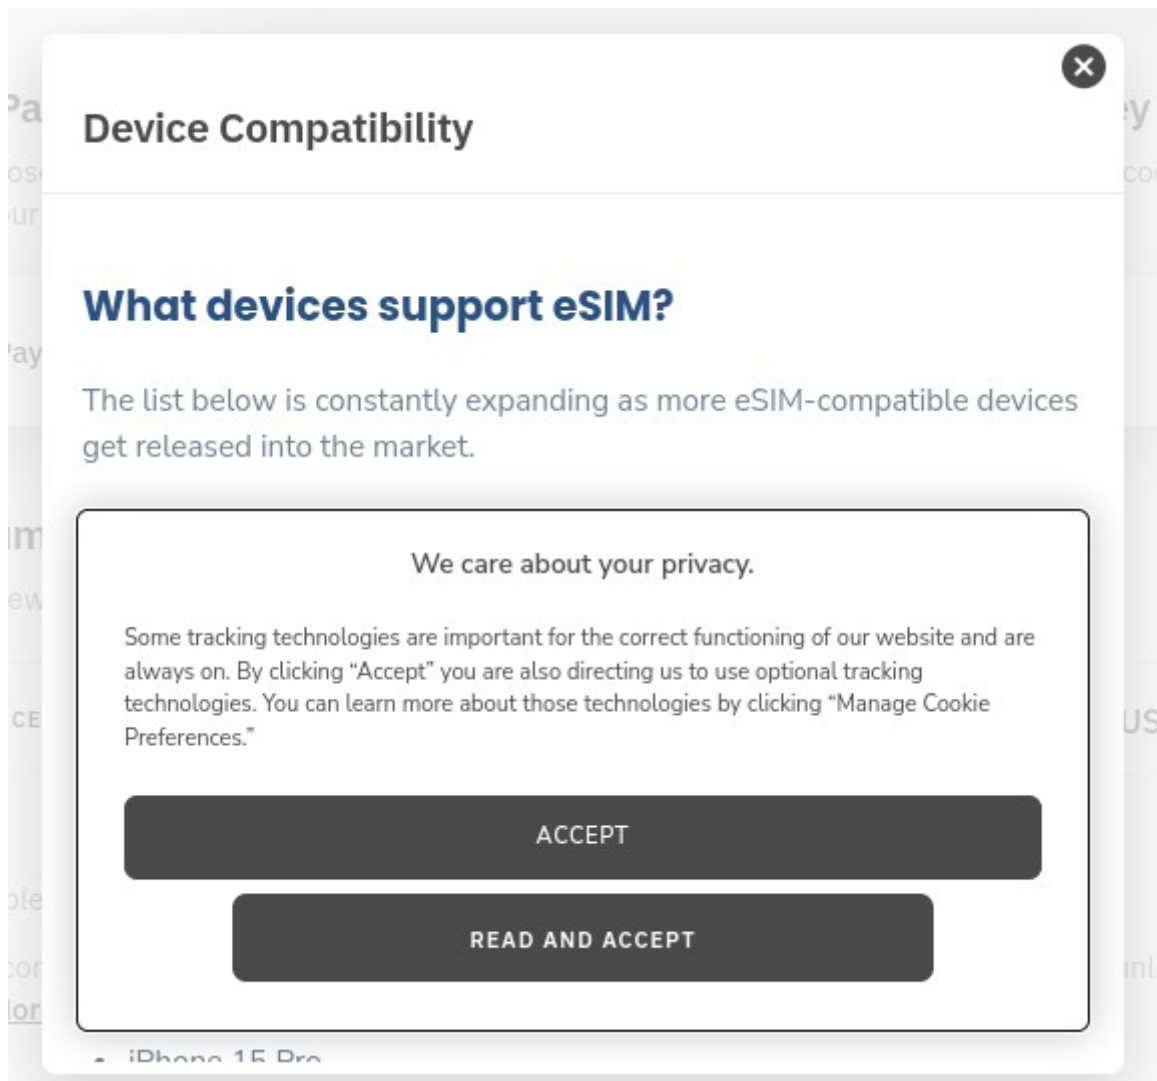 Device Compatibility
What devices support eSIM?
The list below is constantly expanding as more eSIM-compatible devices
get released into the market.
We care about your privacy.
Some tracking technologies are important for the correct functioning of our website and are
always on. By clicking “Accept” you are also directing us to use optional tracking
technologies. You can learn more about those technologies by clicking “Manage Cookie
Preferences.”
ACCEPT
READ AND ACCEPT
• iPhone 15 Pro